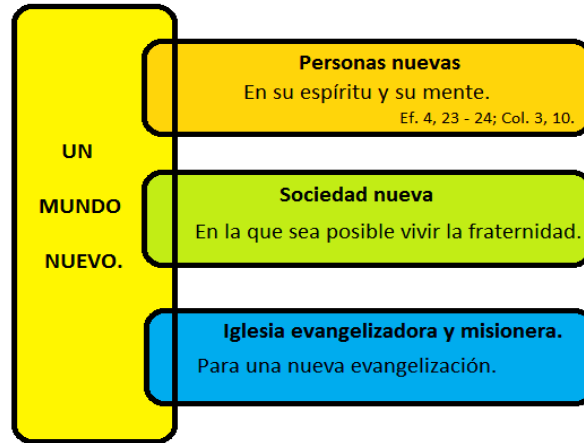 UN
MUNDO
NUEVO.
Personas nuevas
En su espíritu y su mente.
Ef. 4, 23 - 24; Col. 3, 10.
Sociedad nueva
En la que sea posible vivir la fraternidad.
Iglesia evangelizadora y misionera.
Para una nueva evangelización.